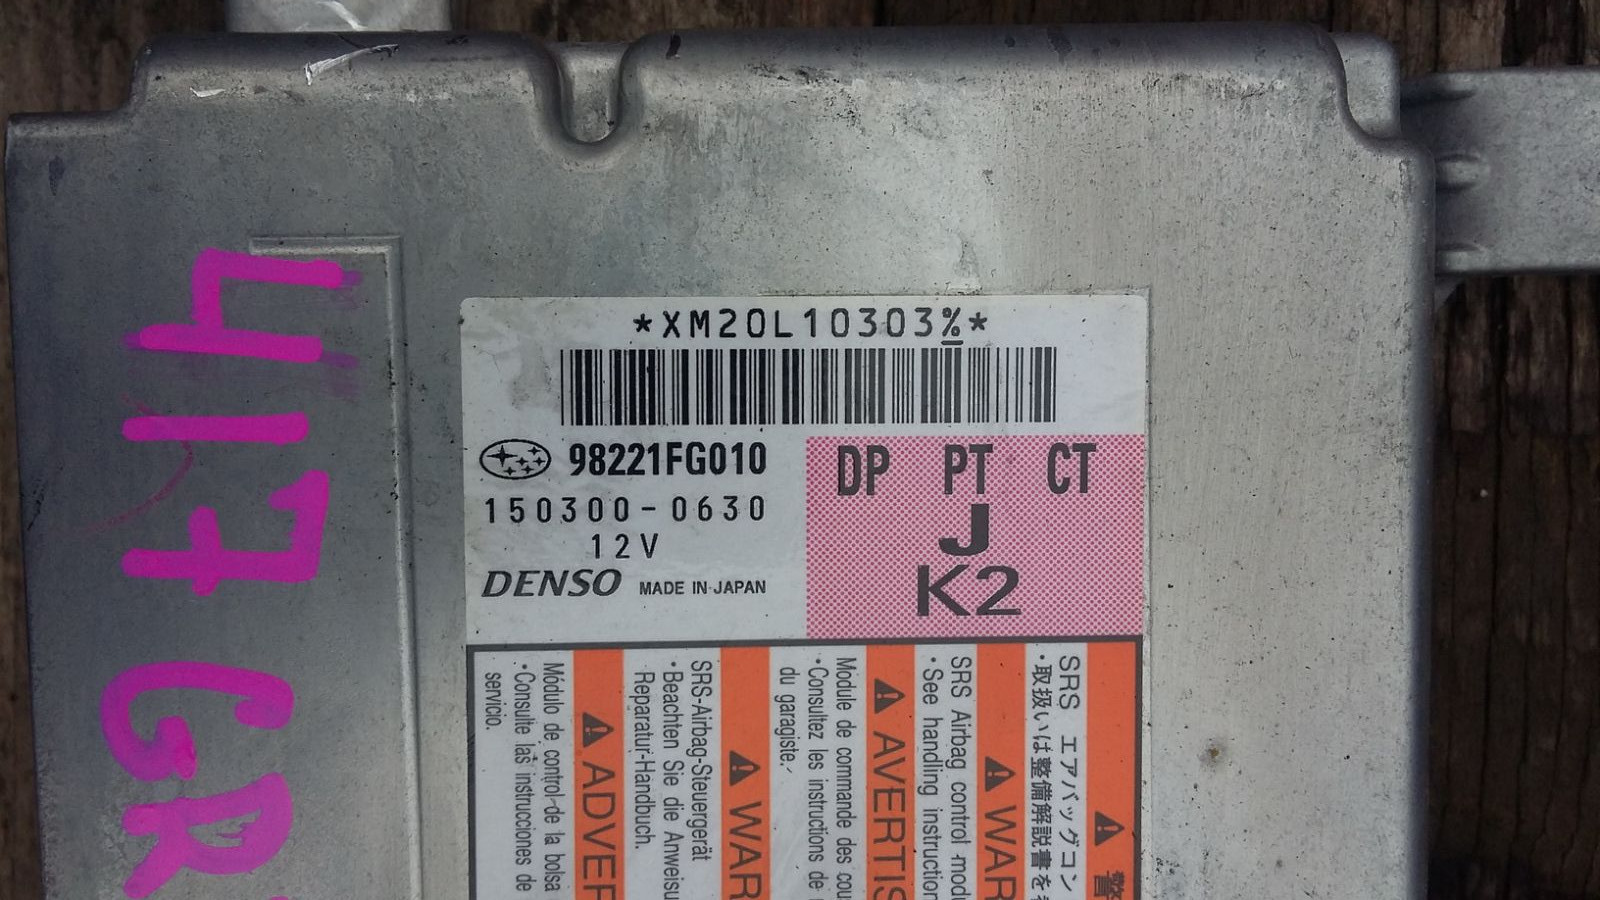 *XM20L10303%*
98221FG010
150300-0630
12V
DENSO MADE IN JAPAN
DP PT CT
J
K2
417 GR
警
SRS エアバッグコン
・取扱いは整備解説書を
WAR
SRS Airbag control modu
・See handling instruction
AVERTIS
Module de commande des cou
・Consultez les instructions de
du garagiste.
WAR
SRS-Airbag-Steuergerät
・Beachten Sie die Anweisu
Reparatur-Handbuch.
ADVER
Módulo de control de la bolsa
・Consulte las instrucciones de
servicio.